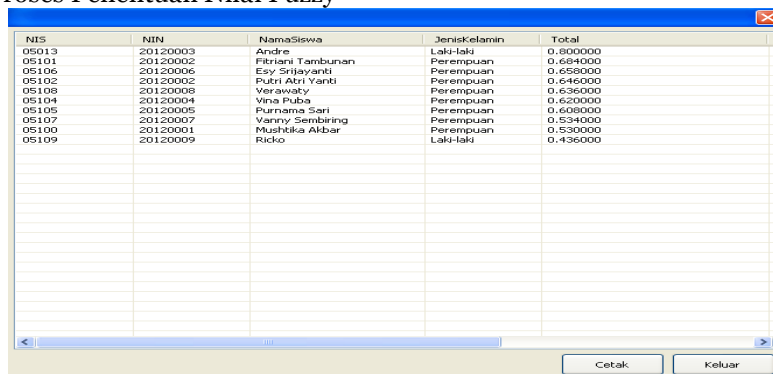 Penentuan Nilai Fuzzy
NIS NIN NamaSiswa JenisKelamin Total
05013 20120003 Andre Laki-laki 0.800000
05101 20120002 Fitriani Tambunan Perempuan 0.684000
05106 20120006 Esy Srijayanti Perempuan 0.658000
05102 20120002 Putri Atri Yanti Perempuan 0.646000
05108 20120008 Verawaty Perempuan 0.636000
05104 20120004 Vina Puba Perempuan 0.620000
05105 20120005 Purnama Sari Perempuan 0.608000
05107 20120007 Vanny Sembiring Perempuan 0.534000
05100 20120001 Mushtika Akbar Perempuan 0.530000
05109 20120009 Ricko Laki-laki 0.436000
Cetak Keluar